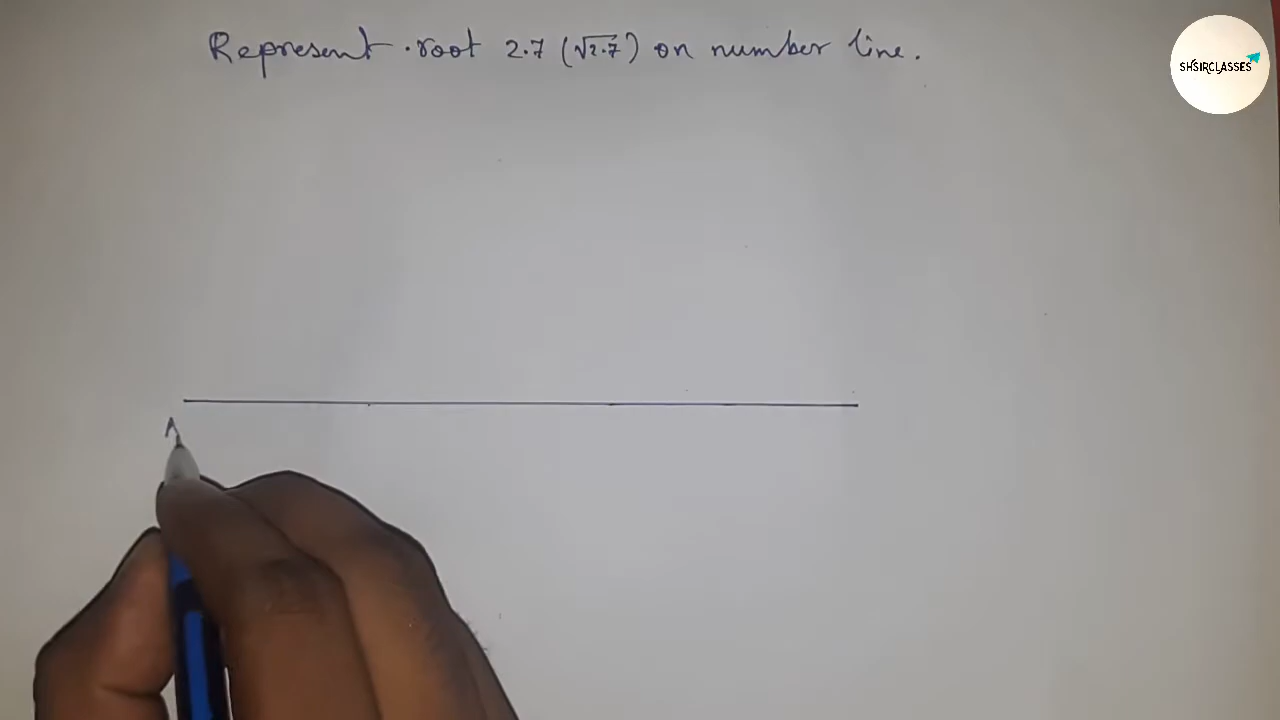 Represent root 2.7 (√2.7) on number line.
SHSIRCLASSES
A